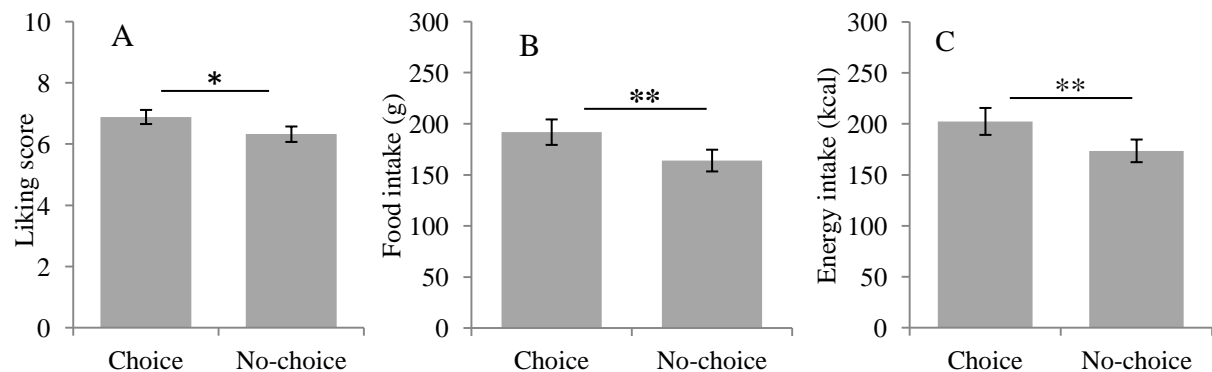 A
Liking score
10
8
6
4
2
0
*
Choice No-choice
B
Food intake (g)
300
250
200
150
100
50
0
**
Choice No-choice
C
Energy intake (kcal)
300
250
200
150
100
50
0
**
Choice No-choice